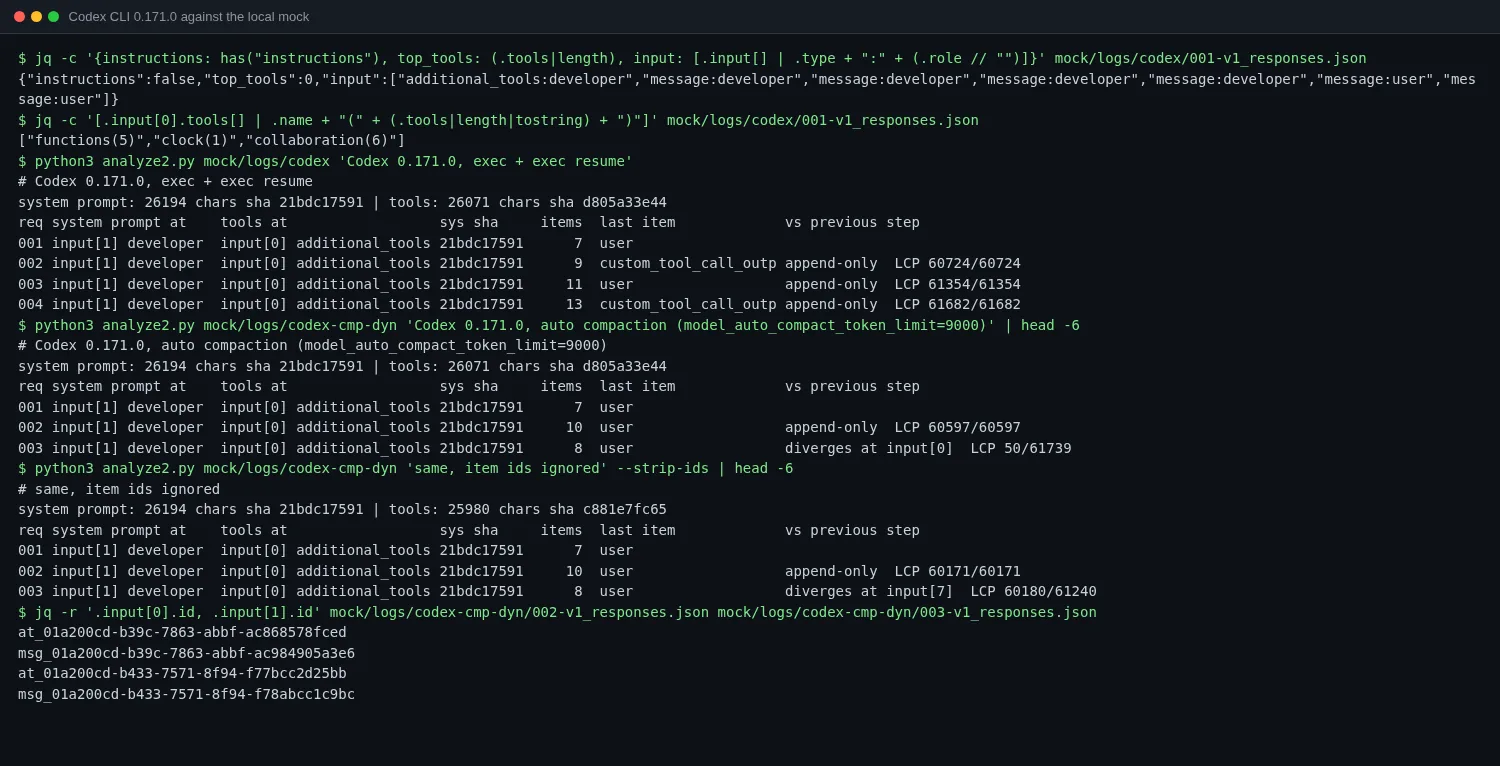 Codex CLI 0.171.0 against the local mock
$ jq -c '{instructions: has("instructions"), top_tools: (.tools|length), input: [.input[] | .type + ":" + (.role // "")]}' mock/logs/codex/001-v1_responses.json
{"instructions":false,"top_tools":0,"input":["additional_tools:developer","message:developer","message:developer","message:developer","message:developer","message:user","mes
sage:user"]}
$ jq -c '[.input[0].tools[] | .name + "(" + (.tools|length|tostring) + ")"]' mock/logs/codex/001-v1_responses.json
["functions(5)","clock(1)","collaboration(6)"]
$ python3 analyze2.py mock/logs/codex 'Codex 0.171.0, exec + exec resume'
# Codex 0.171.0, exec + exec resume
system prompt: 26194 chars sha 21bdc17591 | tools: 26071 chars sha d805a33e44
req system prompt at    tools at                  sys sha     items  last item             vs previous step
001 input[1] developer  input[0] additional_tools 21bdc17591      7  user
002 input[1] developer  input[0] additional_tools 21bdc17591      9  custom_tool_call_outp append-only  LCP 60724/60724
003 input[1] developer  input[0] additional_tools 21bdc17591     11  user                  append-only  LCP 61354/61354
004 input[1] developer  input[0] additional_tools 21bdc17591     13  custom_tool_call_outp append-only  LCP 61682/61682
$ python3 analyze2.py mock/logs/codex-cmp-dyn 'Codex 0.171.0, auto compaction (model_auto_compact_token_limit=9000)' | head -6
# Codex 0.171.0, auto compaction (model_auto_compact_token_limit=9000)
system prompt: 26194 chars sha 21bdc17591 | tools: 26071 chars sha d805a33e44
req system prompt at    tools at                  sys sha     items  last item             vs previous step
001 input[1] developer  input[0] additional_tools 21bdc17591      7  user
002 input[1] developer  input[0] additional_tools 21bdc17591     10  user                  append-only  LCP 60597/60597
003 input[1] developer  input[0] additional_tools 21bdc17591      8  user                  diverges at input[0]  LCP 50/61739
$ python3 analyze2.py mock/logs/codex-cmp-dyn 'same, item ids ignored' --strip-ids | head -6
# same, item ids ignored
system prompt: 26194 chars sha 21bdc17591 | tools: 25980 chars sha c881e7fc65
req system prompt at    tools at                  sys sha     items  last item             vs previous step
001 input[1] developer  input[0] additional_tools 21bdc17591      7  user
002 input[1] developer  input[0] additional_tools 21bdc17591     10  user                  append-only  LCP 60171/60171
003 input[1] developer  input[0] additional_tools 21bdc17591      8  user                  diverges at input[7]  LCP 60180/61240
$ jq -r '.input[0].id, .input[1].id' mock/logs/codex-cmp-dyn/002-v1_responses.json mock/logs/codex-cmp-dyn/003-v1_responses.json
at_01a200cd-b39c-7863-abbf-ac868578fced
msg_01a200cd-b39c-7863-abbf-ac984905a3e6
at_01a200cd-b433-7571-8f94-f77bcc2d25bb
msg_01a200cd-b433-7571-8f94-f78abcc1c9bc